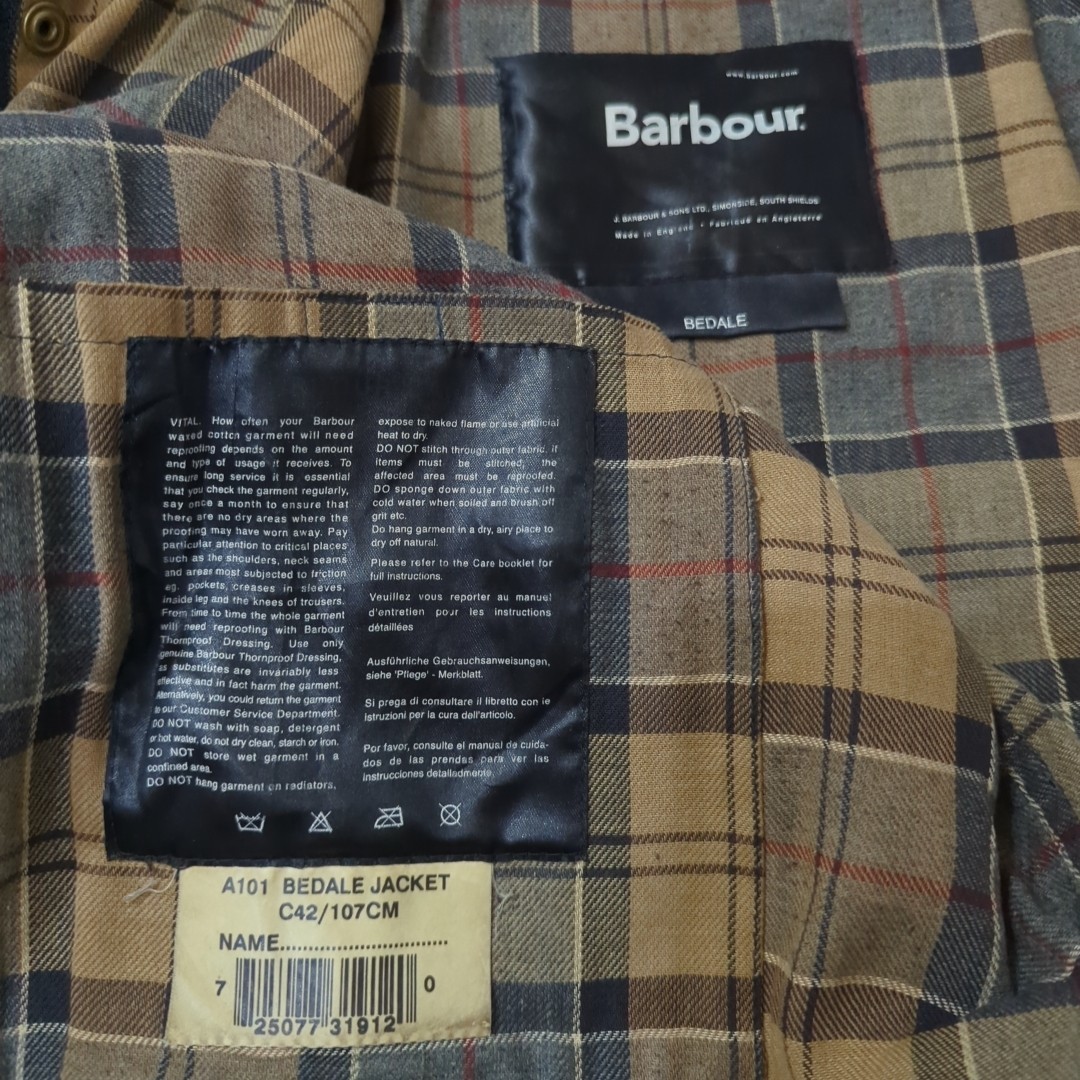 www.barbour.com
Barbour
J. BARBOUR & SONS LTD., SIMONSIDE, SOUTH SHIELDS
Made in England • Fabriqué en Angleterre
BEDALE
VITAL. How often your Barbour
waxed cotton garment will need
reproofing depends on the amount
and type of usage it receives. To
ensure long service it is essential
that you check the garment regularly,
say once a month to ensure that
there are no dry areas where the
proofing may have worn away. Pay
particular attention to critical places
such as the shoulders, neck seams
and areas most subjected to friction
eg. pockets, creases in sleeves,
inside leg and the knees of trousers.
From time to time the whole garment
will need reproofing with Barbour
Thornproof Dressing. Use only
genuine Barbour Thornproof Dressing,
as substitutes are invariably less
effective and in fact harm the garment.
Alternatively, you could return the garment
to our Customer Service Department.
DO NOT wash with soap, detergent
or hot water, do not dry clean, starch or iron.
DO NOT store wet garment in a
confined area.
DO NOT hang garment on radiators,
expose to naked flame or use artificial
heat to dry.
DO NOT stitch through outer fabric. If
items must be stitched, the
affected area must be reproofed.
DO sponge down outer fabric with
cold water when soiled and brush off
grit etc.
Do hang garment in a dry, airy place to
dry off natural.
Please refer to the Care booklet for
full instructions.
Veuillez vous reporter au manuel
d'entretien pour les instructions
détaillées
Ausführliche Gebrauchsanweisungen,
siehe 'Pflege' - Merkblatt.
Si prega di consultare il libretto con le
istruzioni per la cura dell'articolo.
Por favor, consulte el manual de cuida-
dos de las prendas para ver las
instrucciones detalladmente
A101 BEDALE JACKET
C42/107CM
NAME..............................
7 25077 31912 0